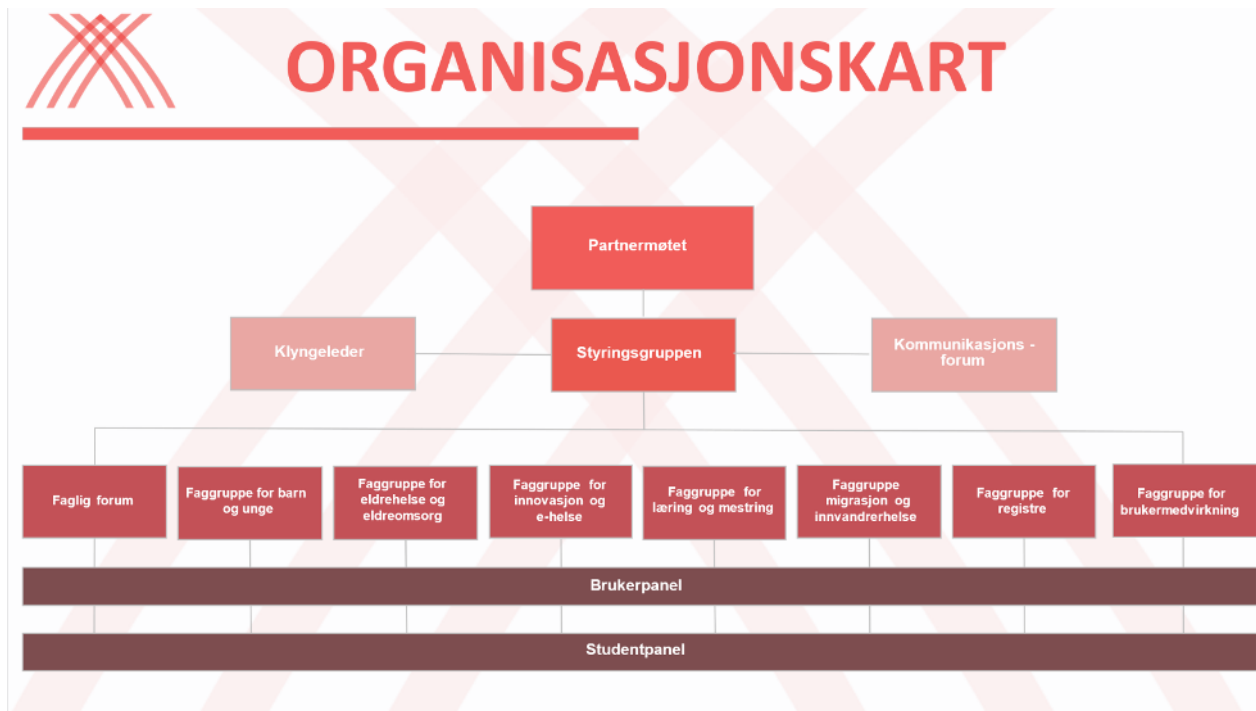 ORGANISASJONSKART
Partnermøtet
Klyngeleder
Styringsgruppen
Kommunikasjons -
forum
Faglig forum
Faggruppe for barn
og unge
Faggruppe for
eldrehelse og
eldreomsorg
Faggruppe for
innovasjon og
e-helse
Faggruppe for
læring og mestring
Faggruppe
migrasjon og
innvandrerhelse
Faggruppe for
registre
Faggruppe for
brukermedvirkning
Brukerpanel
Studentpanel